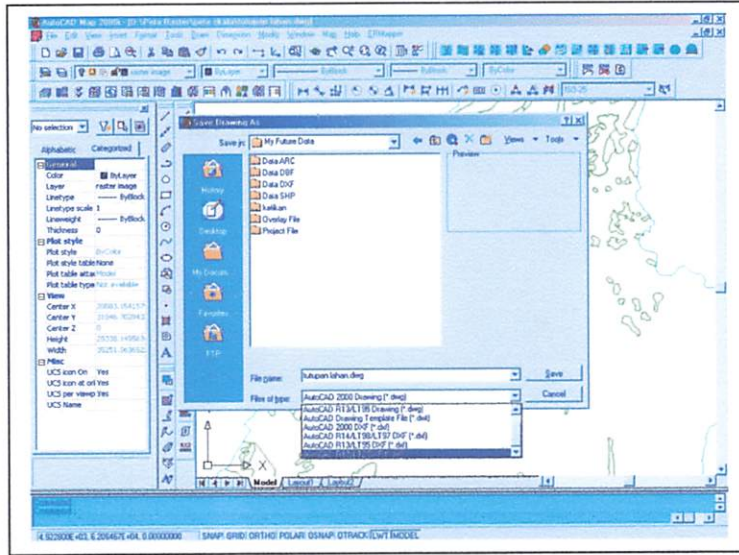 AutoCAD Map 2000i - [D:\Peta Raster\peta skala\tutupan lahan.dwg]
File Edit View Insert Format Tools Draw Dimension Modify Window Map Help
raster image ByLayer ByBlock ByBlock ByColor
No selection
Alphabetic Categorized
General
Color ByLayer
Layer raster image
Linetype ByBlock
Linetype scale 1
Lineweight ByBlock
Thickness 0
Plot style
Plot style ByColor
Plot style table None
Plot table attac Model
Plot table type Not available
View
Center X
Center Y
Center Z 0
Height
Width
Misc
UCS icon On Yes
UCS icon at ori Yes
UCS per viewp Yes
UCS Name
Save Drawing As
Save in: My Future Data Views Tools
History
Desktop
My Docum...
Favorites
FTP
Data ARC
Data DBF
Data DXF
Data SHP
Overlay File
Project File
Preview
File name: tutupan lahan.dwg Save
Files of type: AutoCAD 2000 Drawing (*.dwg) Cancel
AutoCAD R13/LT95 Drawing (*.dwg)
AutoCAD Drawing Template File (*.dwt)
AutoCAD 2000 DXF (*.dxf)
AutoCAD R14/LT98/LT97 DXF (*.dxf)
AutoCAD R13/LT95 DXF (*.dxf)
Y
X
Model Layout1 Layout2
SNAP GRID ORTHO POLAR OSNAP OTRACK LWT MODEL